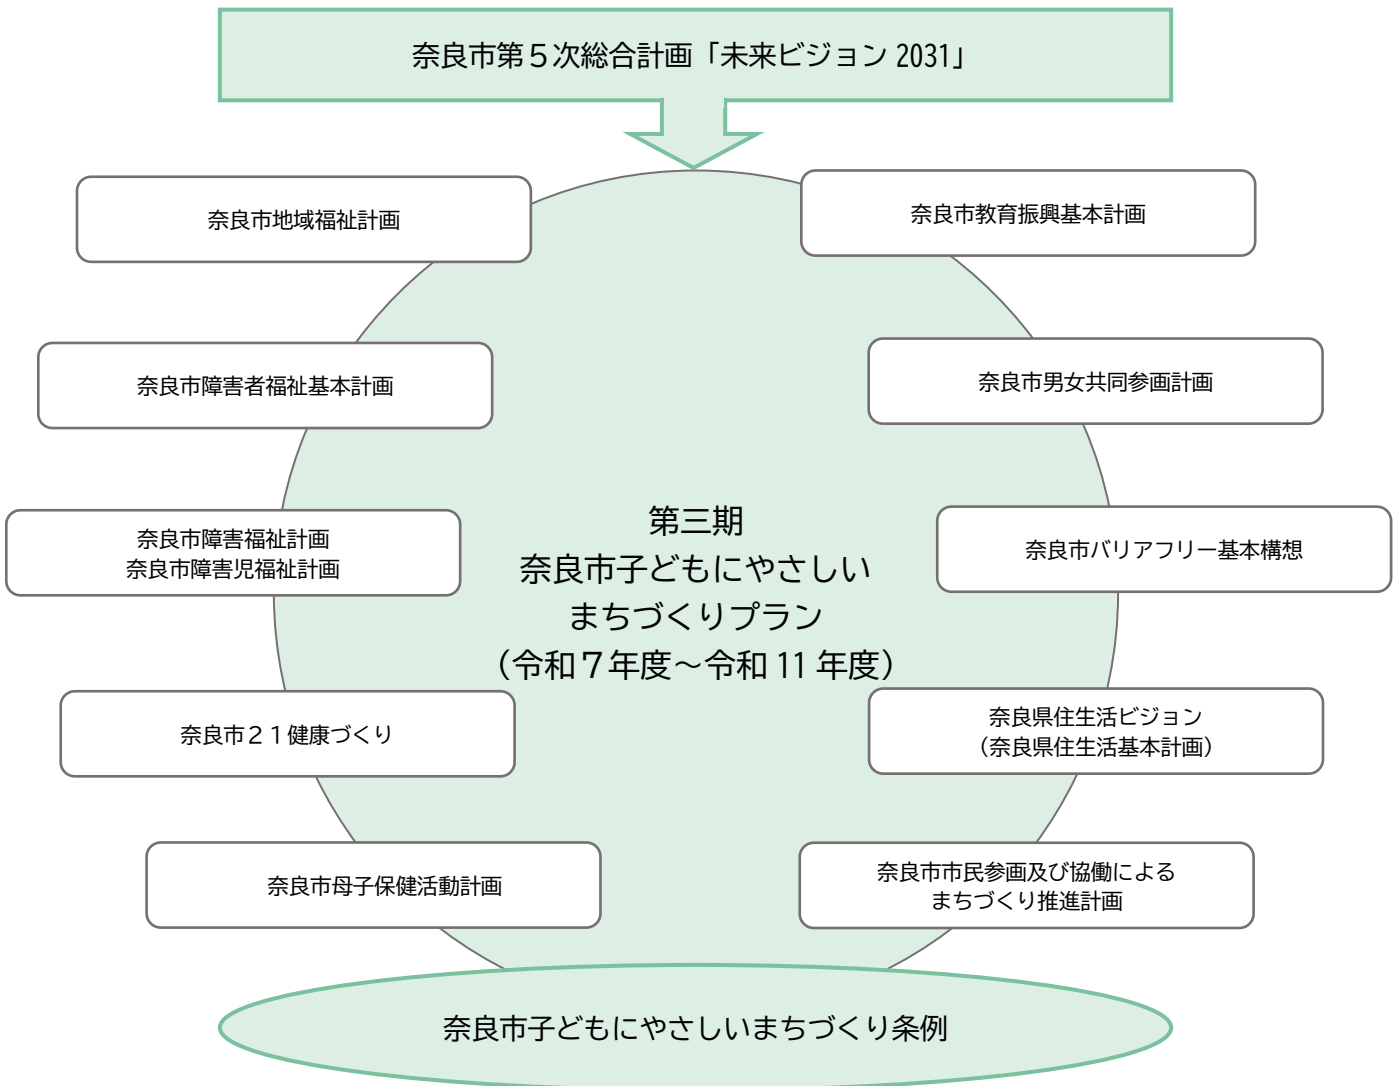 奈良市第５次総合計画「未来ビジョン 2031」
奈良市地域福祉計画
奈良市教育振興基本計画
奈良市障害者福祉基本計画
奈良市男女共同参画計画
奈良市障害福祉計画
奈良市障害児福祉計画
第三期
奈良市子どもにやさしい
まちづくりプラン
（令和７年度～令和 11 年度）
奈良市バリアフリー基本構想
奈良市２１健康づくり
奈良県住生活ビジョン
（奈良県住生活基本計画）
奈良市母子保健活動計画
奈良市市民参画及び協働による
まちづくり推進計画
奈良市子どもにやさしいまちづくり条例